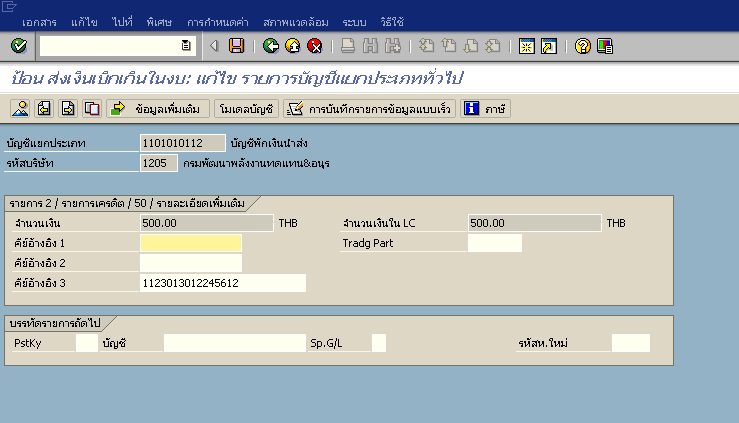 เอกสาร แก้ไข ไปที่ พิเศษ การกำหนดค่า สภาพแวดล้อม ระบบ วิธีใช้
ป้อน ส่งเงินเบิกเกินในงบ: แก้ไข รายการบัญชีแยกประเภททั่วไป
ข้อมูลเพิ่มเติม โมเดลบัญชี การบันทึกรายการข้อมูลแบบเร็ว ภาษี
บัญชีแยกประเภท 1101010112 บัญชีพักเงินนำส่ง
รหัสบริษัท 1205 กรมพัฒนาพลังงานทดแทน&อนุร
รายการ 2 / รายการเครดิต / 50 / รายละเอียดเพิ่มเติม
จำนวนเงิน 500.00 THB จำนวนเงินใน LC 500.00 THB
คีย์อ้างอิง 1 Tradg Part
คีย์อ้างอิง 2
คีย์อ้างอิง 3 1123013012245612
บรรทัดรายการถัดไป
PstKy บัญชี Sp.G/L รหัสท.ใหม่